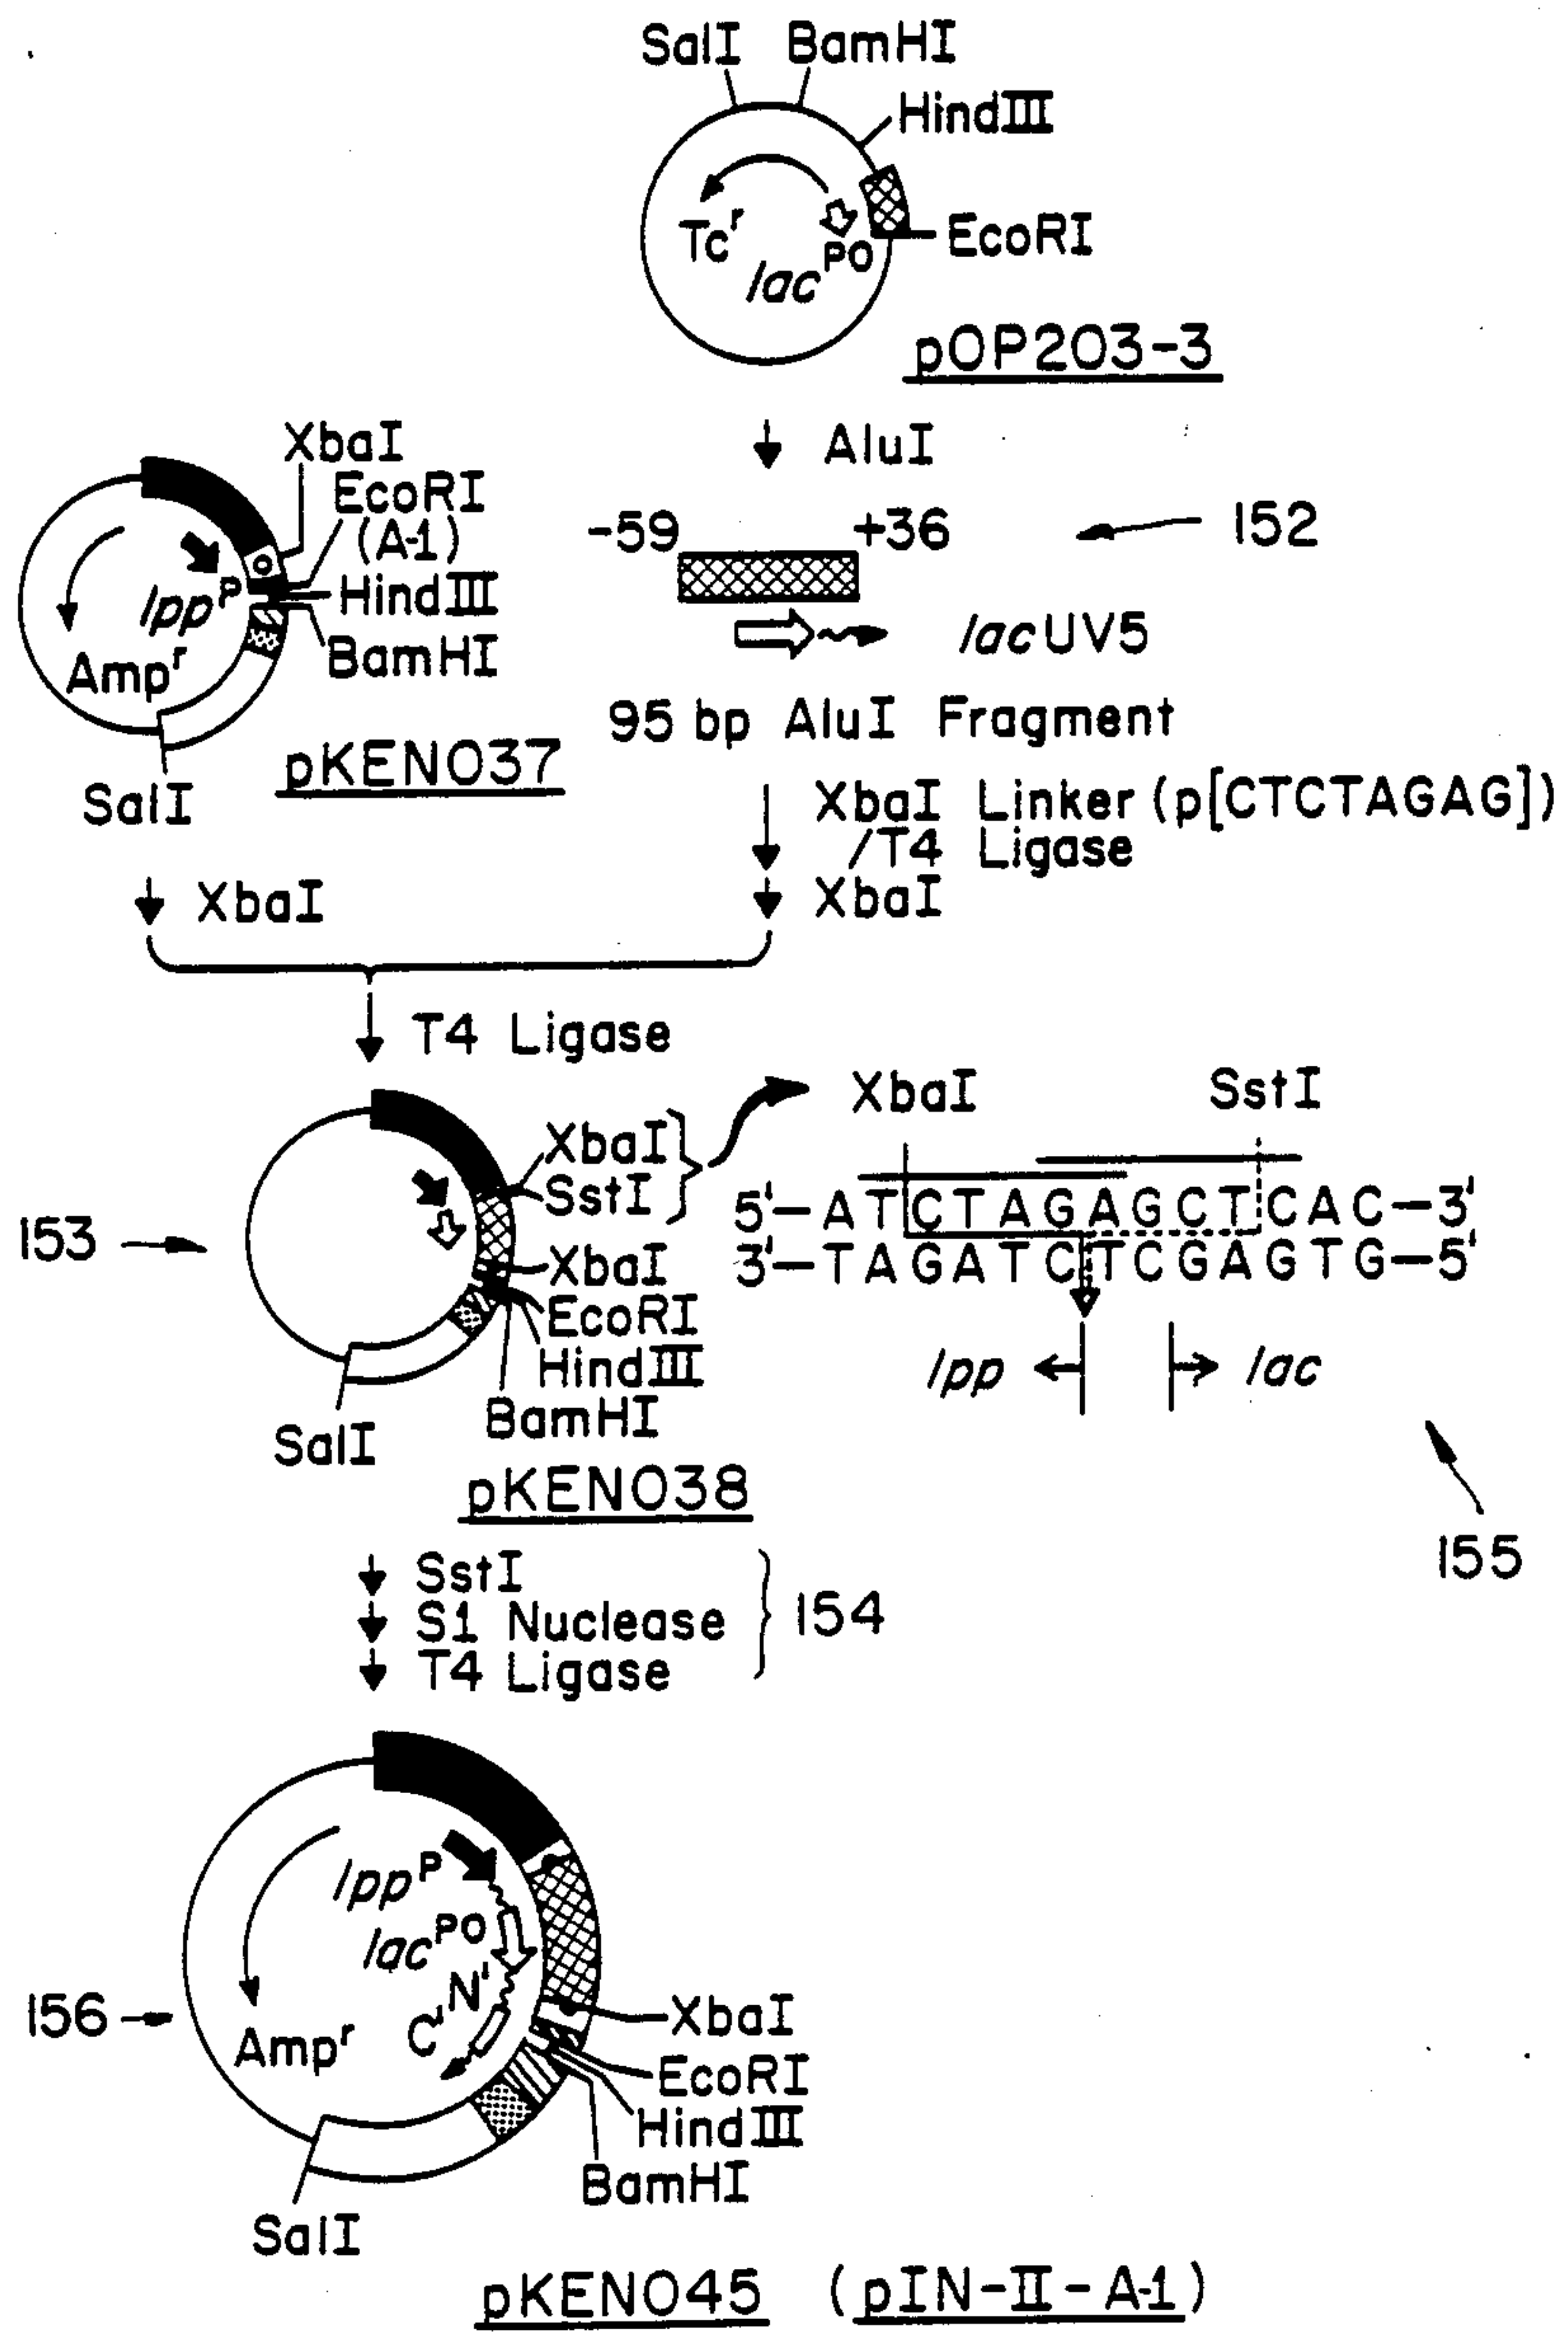 SalI BamHI
HindIII
Tcʳ
lac PO
EcoRI
pOP203-3
AluI
XbaI
EcoRI
(A-1)
HindIII
BamHI
lpp P
Ampʳ
SalI
pKEN037
-59 +36
152
lacUV5
95 bp AluI Fragment
XbaI Linker (p[CTCTAGAG])
/T4 Ligase
XbaI
XbaI
T4 Ligase
153
XbaI
SstI
XbaI
EcoRI
HindIII
BamHI
SalI
pKEN038
XbaI SstI
5'—ATCTAGAGCTCAC—3'
3'—TAGATCTCGAGTG—5'
lpp lac
155
SstI
S1 Nuclease
T4 Ligase
154
156
lpp P
lac PO
N'
C'
Ampʳ
XbaI
EcoRI
HindIII
BamHI
SalI
pKEN045 (pIN-II-A-1)